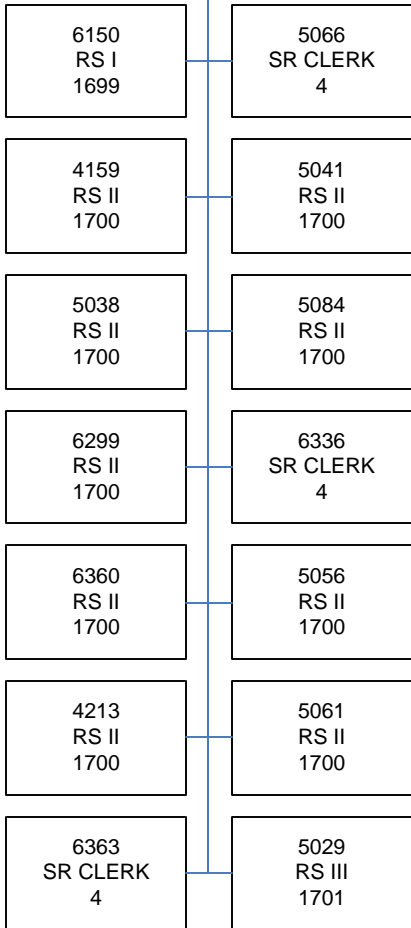 6150
RS I
1699
5066
SR CLERK
4
4159
RS II
1700
5041
RS II
1700
5038
RS II
1700
5084
RS II
1700
6299
RS II
1700
6336
SR CLERK
4
6360
RS II
1700
5056
RS II
1700
4213
RS II
1700
5061
RS II
1700
6363
SR CLERK
4
5029
RS III
1701